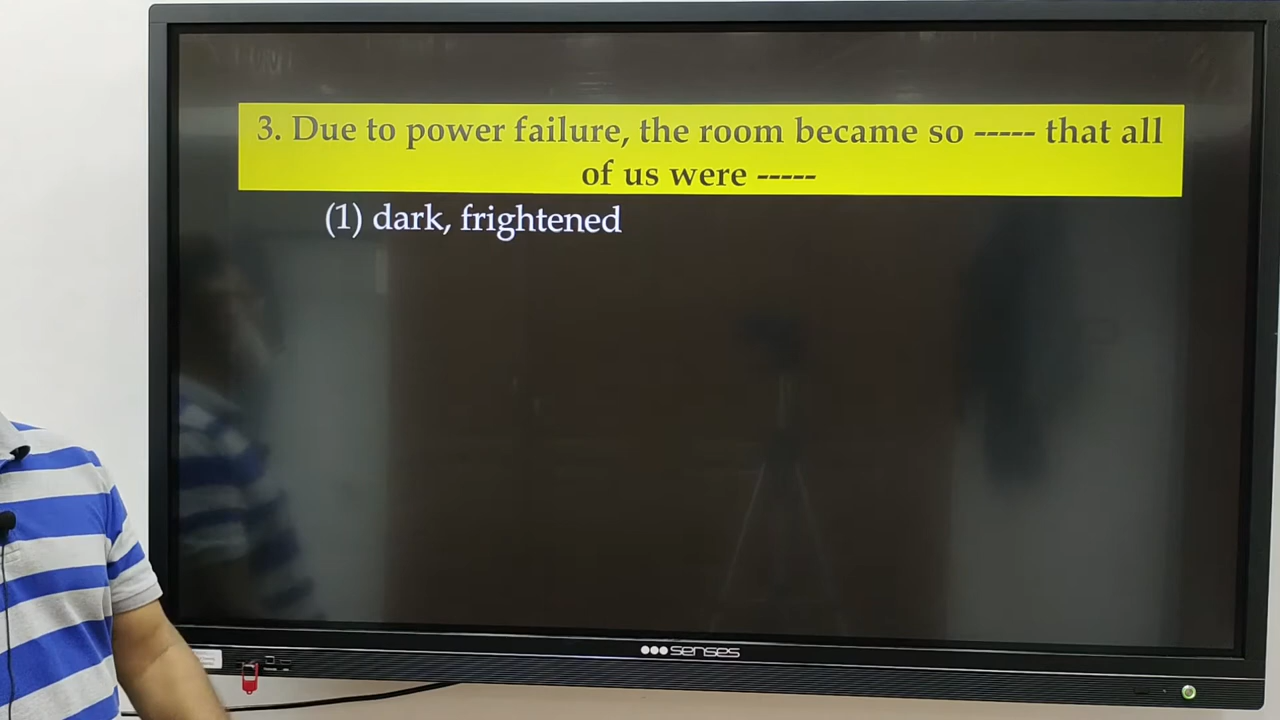 3. Due to power failure, the room became so ----- that all
of us were -----
(1) dark, frightened
senses